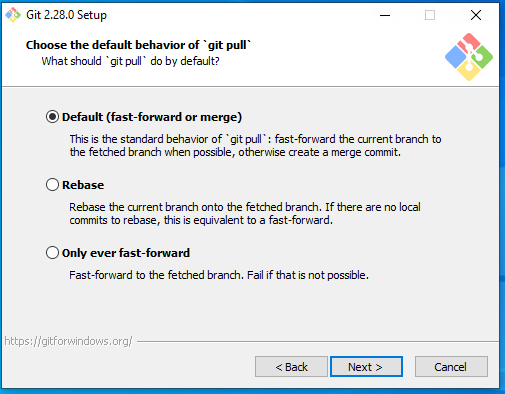 Git 2.28.0 Setup
Choose the default behavior of `git pull`
What should `git pull` do by default?
Default (fast-forward or merge)
This is the standard behavior of `git pull`: fast-forward the current branch to
the fetched branch when possible, otherwise create a merge commit.
Rebase
Rebase the current branch onto the fetched branch. If there are no local
commits to rebase, this is equivalent to a fast-forward.
Only ever fast-forward
Fast-forward to the fetched branch. Fail if that is not possible.
https://gitforwindows.org/
< Back Next > Cancel